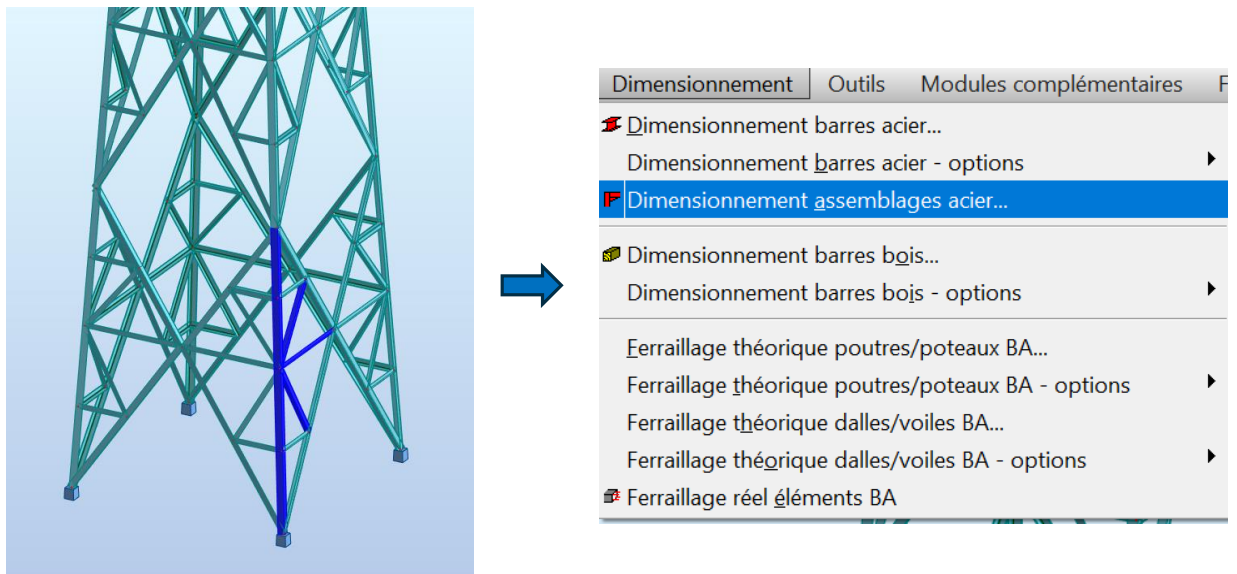 Dimensionnement Outils Modules complémentaires F
Dimensionnement barres acier...
Dimensionnement barres acier - options
Dimensionnement assemblages acier...
Dimensionnement barres bois...
Dimensionnement barres bois - options
Ferraillage théorique poutres/poteaux BA...
Ferraillage théorique poutres/poteaux BA - options
Ferraillage théorique dalles/voiles BA...
Ferraillage théorique dalles/voiles BA - options
Ferraillage réel éléments BA